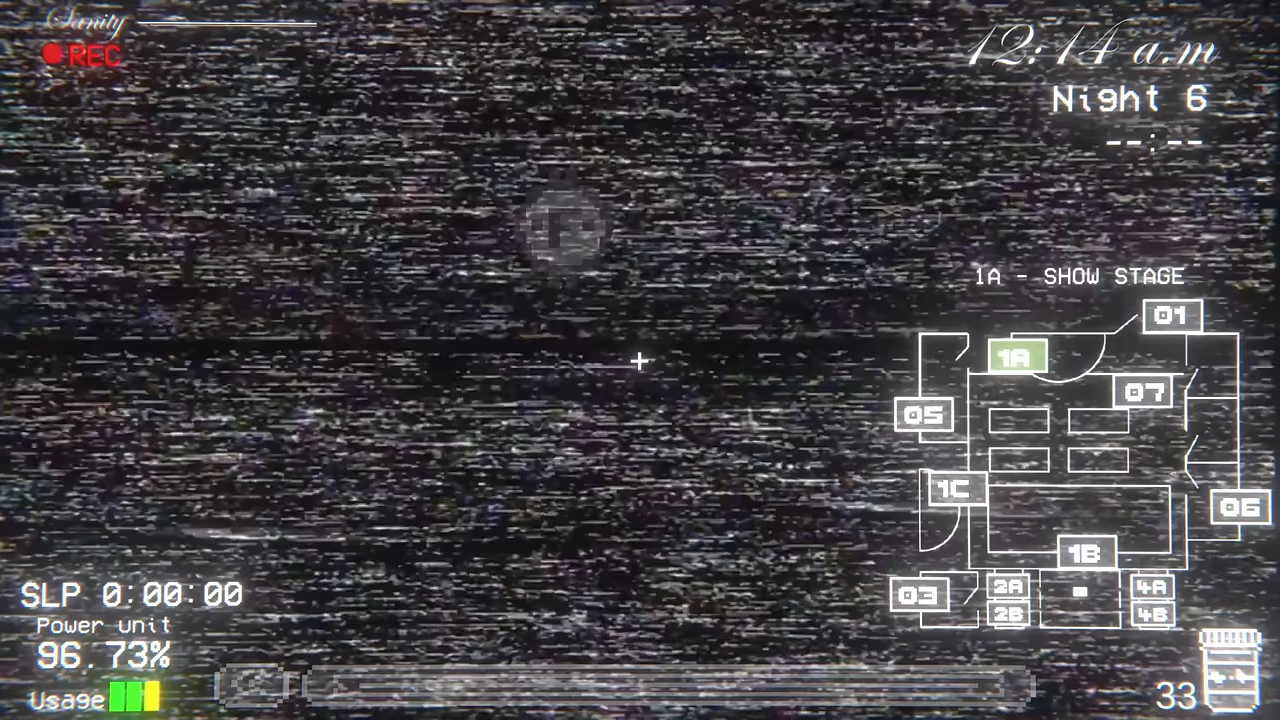 Sanity
REC
12:14 a.m
Night 6
--:--
1A - SHOW STAGE
01
1A
07
05
1C
06
1B
03
2A
4A
2B
4B
SLP 0:00:00
Power unit
96.73%
Usage
33